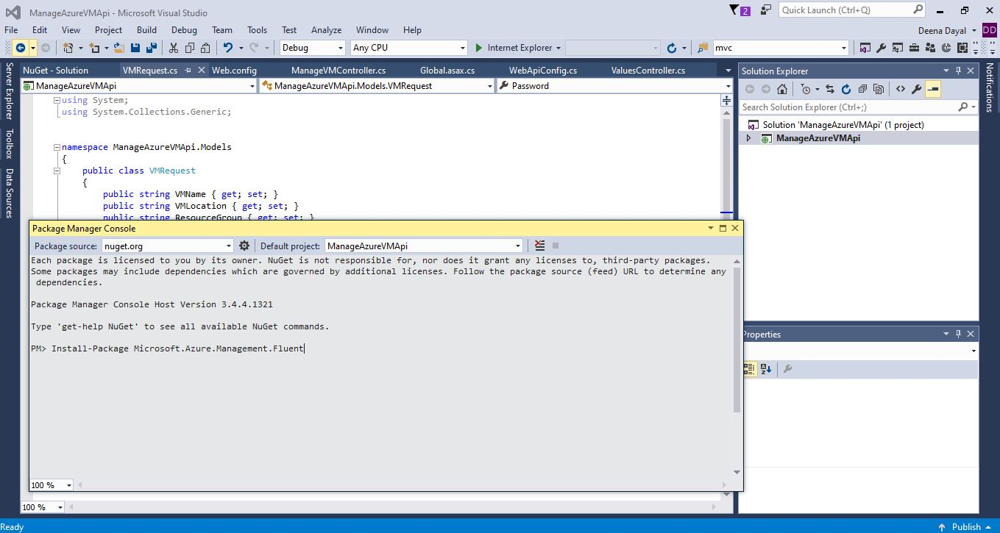 ManageAzureVMApi - Microsoft Visual Studio
2
Quick Launch (Ctrl+Q)
File Edit View Project Build Debug Team Tools Test Analyze Window Help
Deena Dayal DD
Debug Any CPU Internet Explorer mvc
Server Explorer
Toolbox
Data Sources
NuGet - Solution VMRequest.cs Web.config ManageVMController.cs Global.asax.cs WebApiConfig.cs ValuesController.cs
ManageAzureVMApi ManageAzureVMApi.Models.VMRequest Password
using System;
using System.Collections.Generic;
namespace ManageAzureVMApi.Models
{
public class VMRequest
{
public string VMName { get; set; }
public string VMLocation { get; set; }
public string ResourceGroup { get; set; }
Package Manager Console
Package source: nuget.org Default project: ManageAzureVMApi
Each package is licensed to you by its owner. NuGet is not responsible for, nor does it grant any licenses to, third-party packages.
Some packages may include dependencies which are governed by additional licenses. Follow the package source (feed) URL to determine any
dependencies.
Package Manager Console Host Version 3.4.4.1321
Type 'get-help NuGet' to see all available NuGet commands.
PM> Install-Package Microsoft.Azure.Management.Fluent
100 %
100 %
Solution Explorer
Search Solution Explorer (Ctrl+;)
Solution 'ManageAzureVMApi' (1 project)
ManageAzureVMApi
Properties
Notifications
Ready
Publish